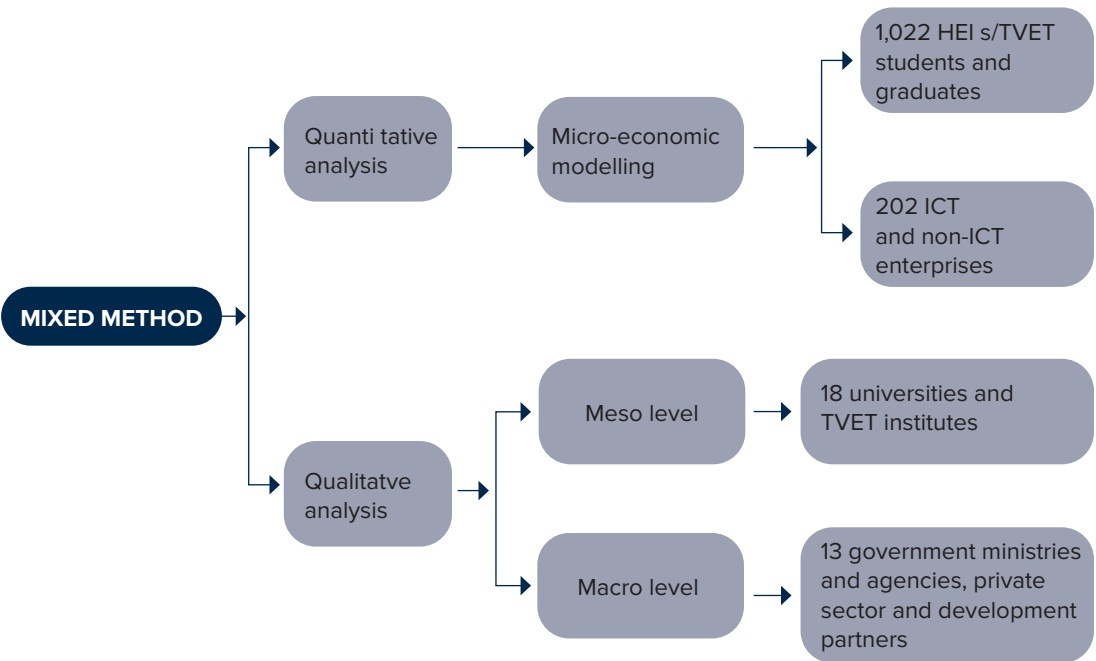 1,022 HEI s/TVET
students and
graduates
Quanti tative
analysis
Micro-economic
modelling
202 ICT
and non-ICT
enterprises
MIXED METHOD
Meso level
18 universities and
TVET institutes
Qualitatve
analysis
Macro level
13 government ministries
and agencies, private
sector and development
partners